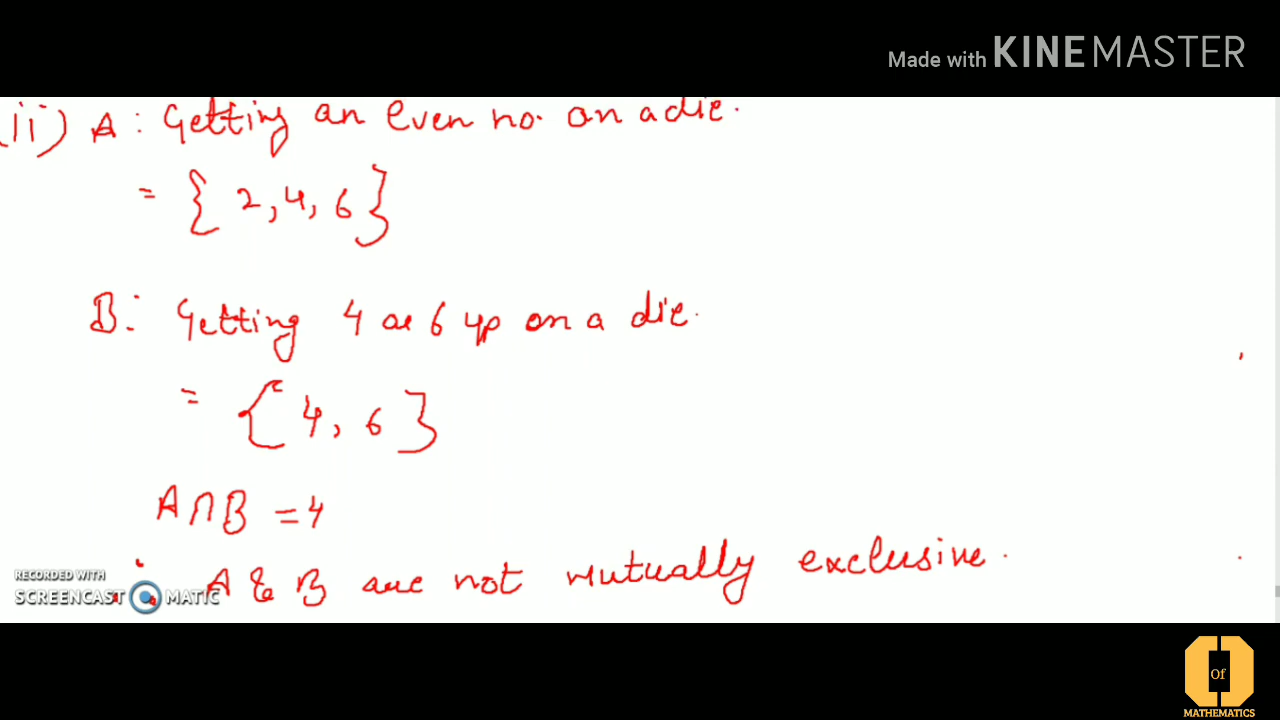 Made with KINEMASTER
(ii) A : Getting an even no. on a die.
= { 2, 4, 6 }
B: Getting 4 or 6 up on a die.
= { 4, 6 }
A∩B = 4
∴ A & B are not mutually exclusive.
RECORDED WITH
SCREENCAST MATIC
Of
MATHEMATICS